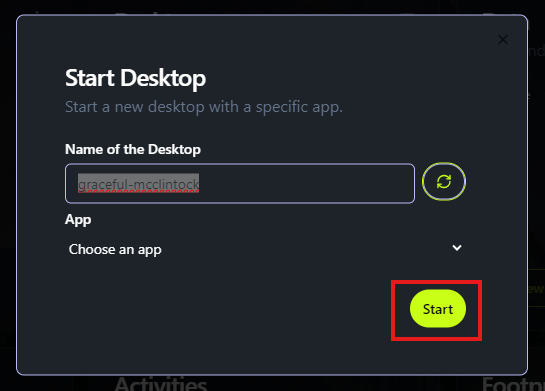 Start Desktop
Start a new desktop with a specific app.
Name of the Desktop
graceful-mcclintock
App
Choose an app
Start
Activities